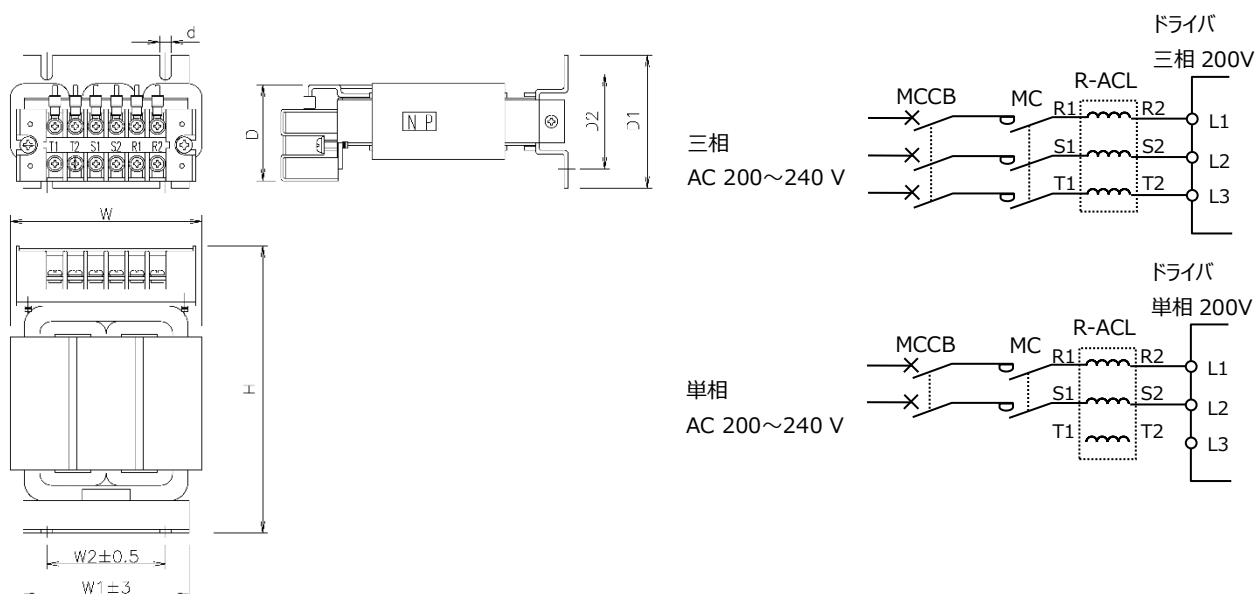 d
T1 T2 S1 S2 R1 R2
D
NP
D2
D1
W
H
W2±0.5
W1±3
ドライバ
三相 200V
R-ACL
MCCB
MC
R1
R2
L1
三相
S1
S2
L2
AC 200～240 V
T1
T2
L3
ドライバ
単相 200V
R-ACL
MCCB
MC
R1
R2
L1
単相
S1
S2
L2
AC 200～240 V
T1
T2
L3